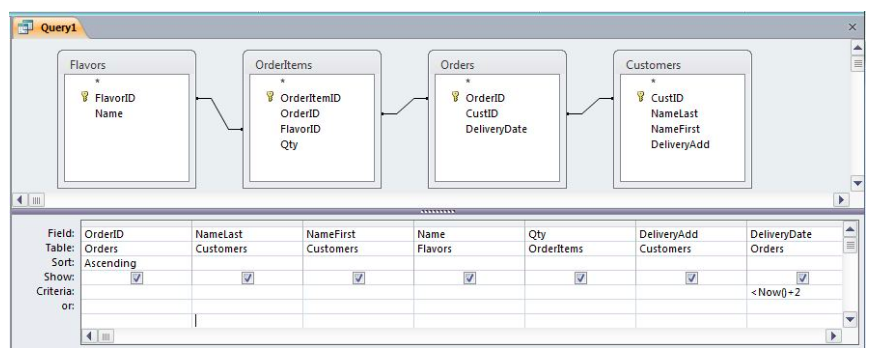 Query1
Flavors OrderItems Orders Customers
* * * *
FlavorID OrderItemID OrderID CustID
Name OrderID CustID NameLast
FlavorID DeliveryDate NameFirst
Qty DeliveryAdd
Field: OrderID NameLast NameFirst Name Qty DeliveryAdd DeliveryDate
Table: Orders Customers Customers Flavors OrderItems Customers Orders
Sort: Ascending
Show:
Criteria: <Now()+2
or: